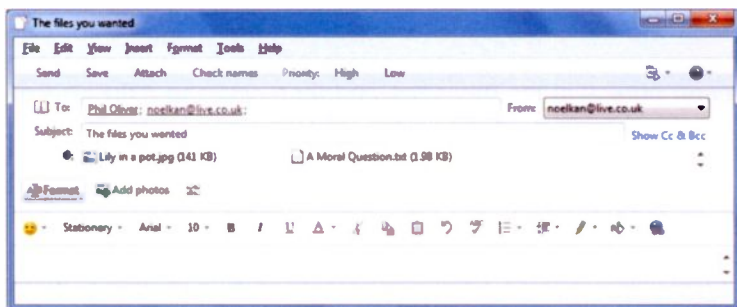 The files you wanted
File Edit View Insert Format Tools Help
Send Save Attach Check names Priority: High Low
To: Phil Oliver; noelkan@live.co.uk; From: noelkan@live.co.uk
Subject: The files you wanted Show Cc & Bcc
Lily in a pot.jpg (141 KB) A Moral Question.txt (1.98 KB)
Format Add photos
Stationery Arial 10 B I U A ab